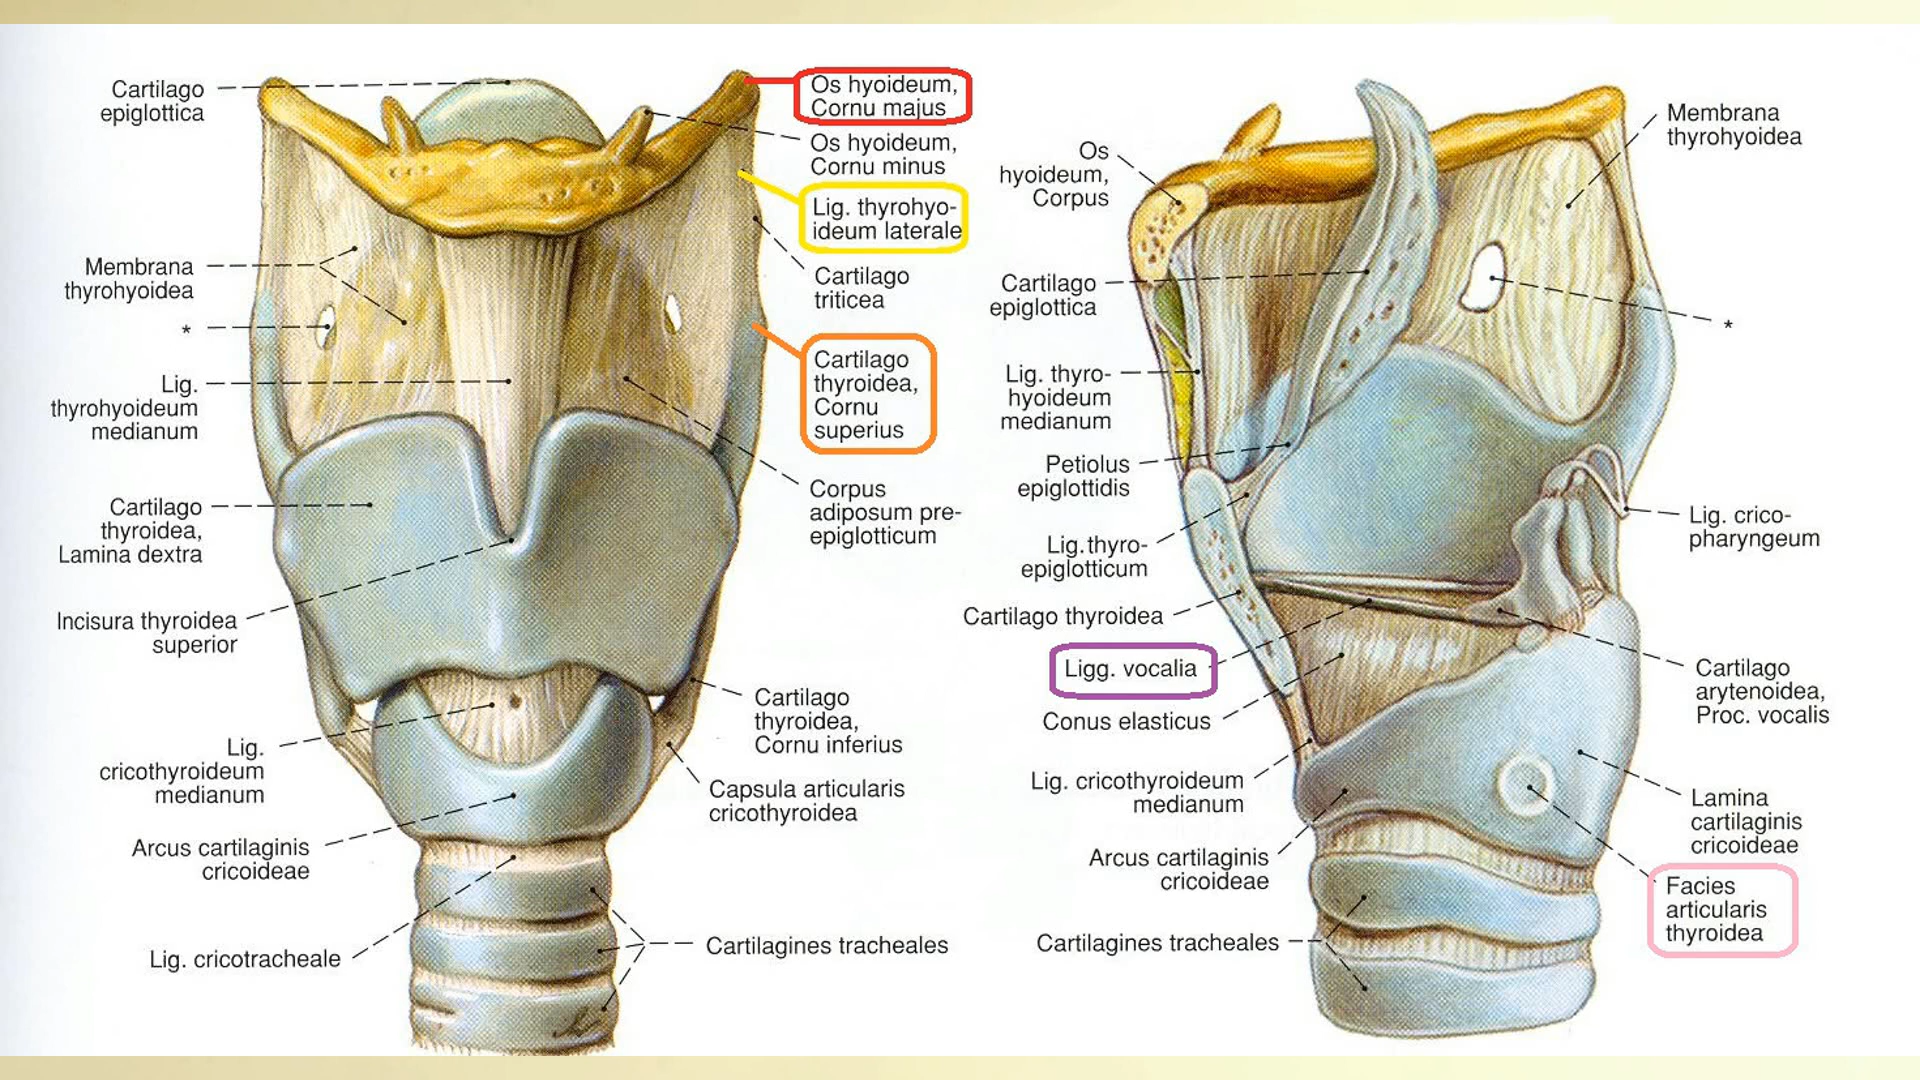 Cartilago
epiglottica
Membrana
thyrohyoidea
*
Lig.
thyrohyoideum
medianum
Cartilago
thyroidea,
Lamina dextra
Incisura thyroidea
superior
Lig.
cricothyroideum
medianum
Arcus cartilaginis
cricoideae
Lig. cricotracheale
Os hyoideum,
Cornu majus
Os hyoideum,
Cornu minus
Lig. thyrohyo-
ideum laterale
Cartilago
triticea
Cartilago
thyroidea,
Cornu
superius
Corpus
adiposum pre-
epiglotticum
Cartilago
thyroidea,
Cornu inferius
Capsula articularis
cricothyroidea
Cartilagines tracheales
Os
hyoideum,
Corpus
Cartilago
epiglottica
Lig. thyro-
hyoideum
medianum
Petiolus
epiglottidis
Lig. thyro-
epiglotticum
Cartilago thyroidea
Ligg. vocalia
Conus elasticus
Lig. cricothyroideum
medianum
Arcus cartilaginis
cricoideae
Cartilagines tracheales
Membrana
thyrohyoidea
*
Lig. crico-
pharyngeum
Cartilago
arytenoidea,
Proc. vocalis
Lamina
cartilaginis
cricoideae
Facies
articularis
thyroidea